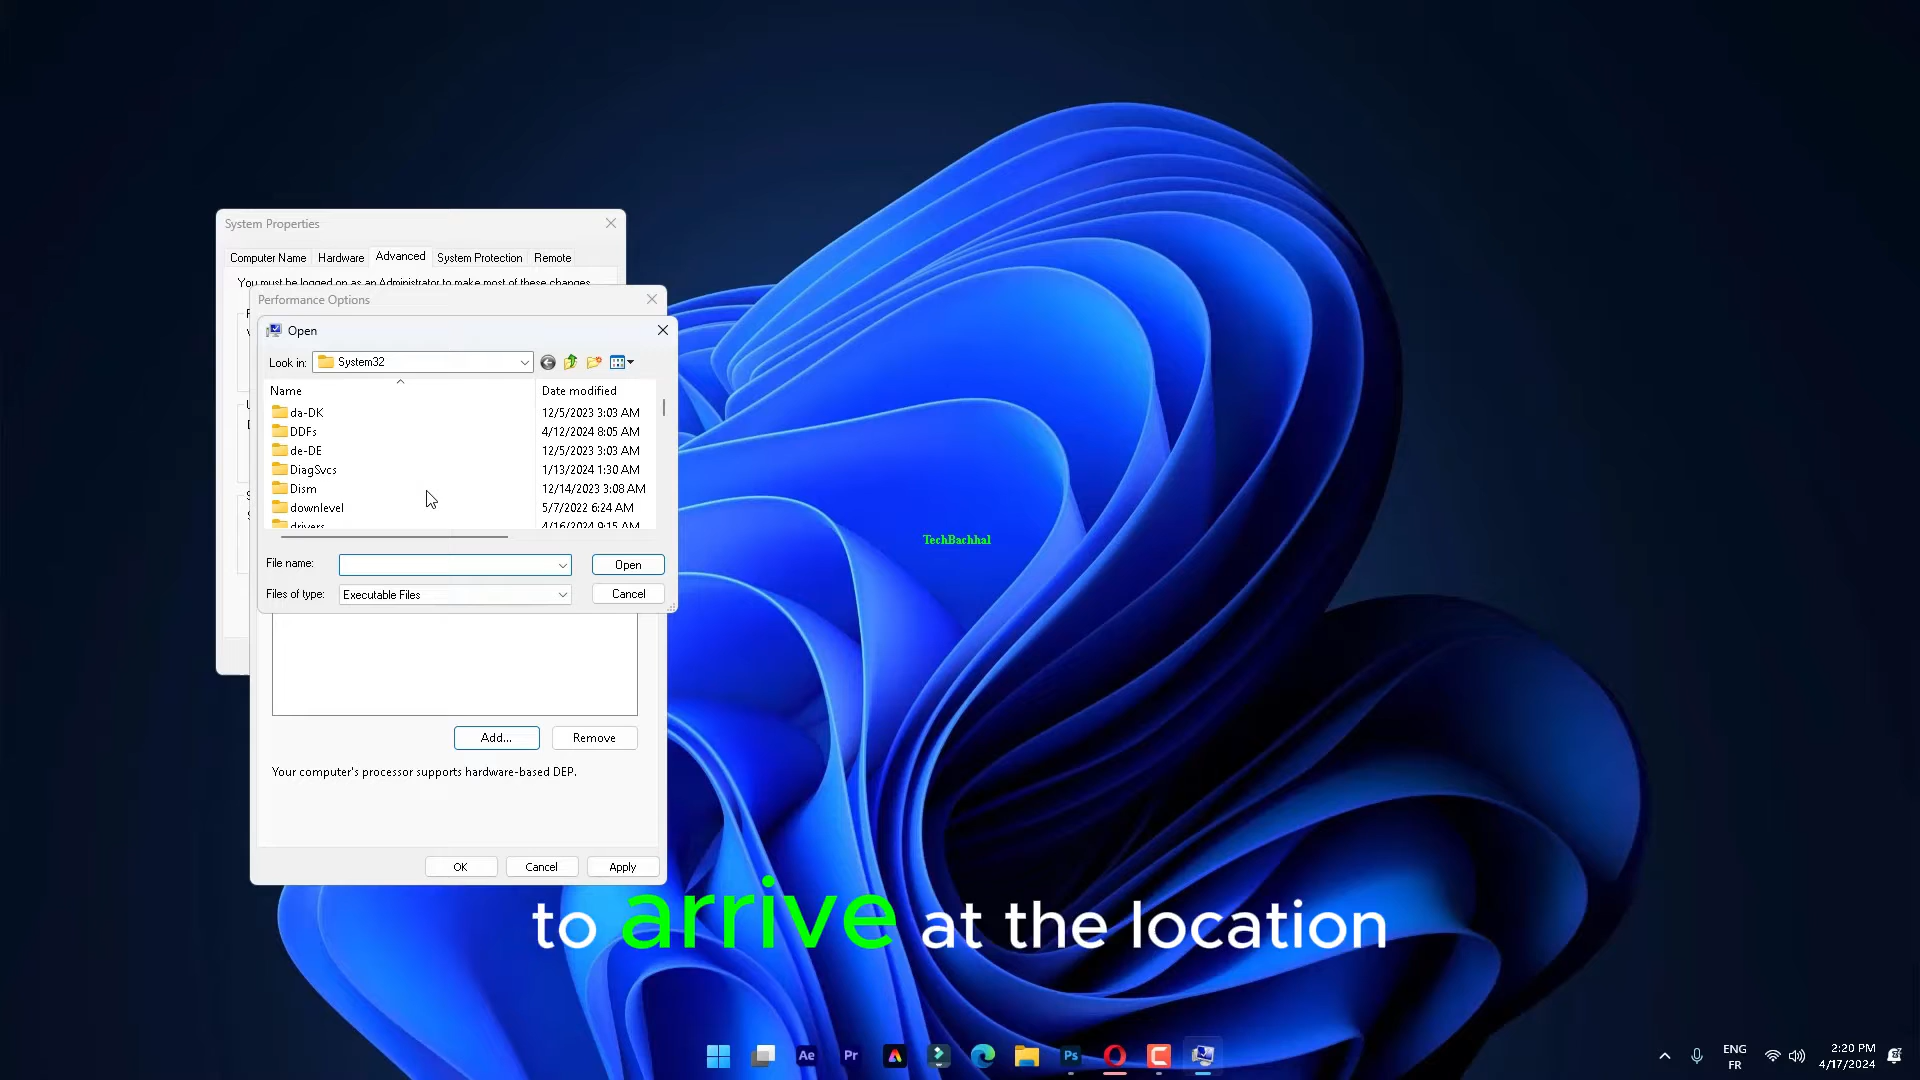 System Properties
Computer Name Hardware Advanced System Protection Remote
You must be logged on as an Administrator to make most of these changes.
Performance Options
Open
Look in: System32
Name Date modified
da-DK 12/5/2023 3:03 AM
DDFs 4/12/2024 8:05 AM
de-DE 12/5/2023 3:03 AM
DiagSvcs 1/13/2024 1:30 AM
Dism 12/14/2023 3:08 AM
downlevel 5/7/2022 6:24 AM
drivers 4/16/2024 9:15 AM
TechBachhal
File name: Open
Files of type: Executable Files Cancel
Add... Remove
Your computer's processor supports hardware-based DEP.
OK Cancel Apply
to arrive at the location
Ae Pr Ps
ENG
FR
2:20 PM
4/17/2024